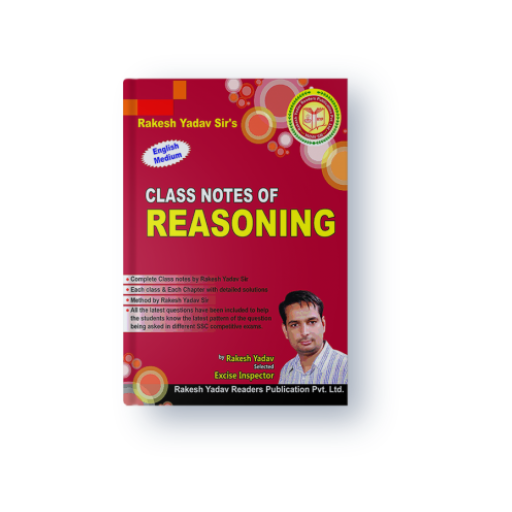 Rakesh Yadav Sir's
English
Medium
CLASS NOTES OF
REASONING
• Complete Class notes by Rakesh Yadav Sir
• Each class & Each Chapter with detailed solutions
• Method by Rakesh Yadav Sir
• All the latest questions have been included to help
the students know the latest pattern of the question
being asked in different SSC competitive exams.
by Rakesh Yadav
Selected
Excise Inspector
Rakesh Yadav Readers Publication Pvt. Ltd.